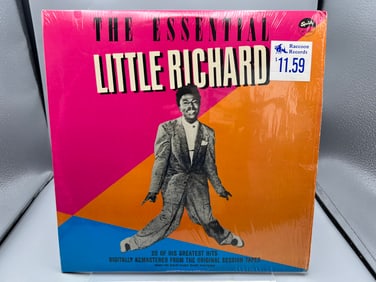 THE ESSENTIAL
Specialty
LITTLE RICHARD
Raccoon
Records
$11.59
20 OF HIS GREATEST HITS
DIGITALLY REMASTERED FROM THE ORIGINAL SESSION TAPES